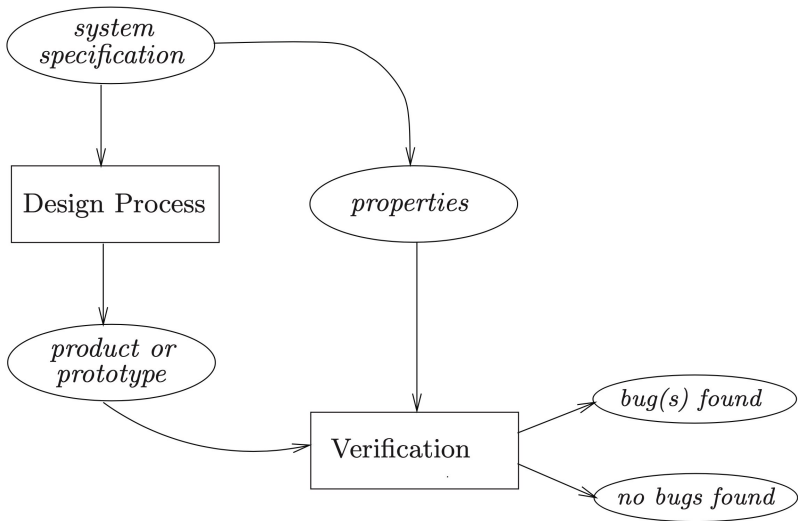 system
specification
Design Process
properties
product or
prototype
Verification
bug(s) found
no bugs found